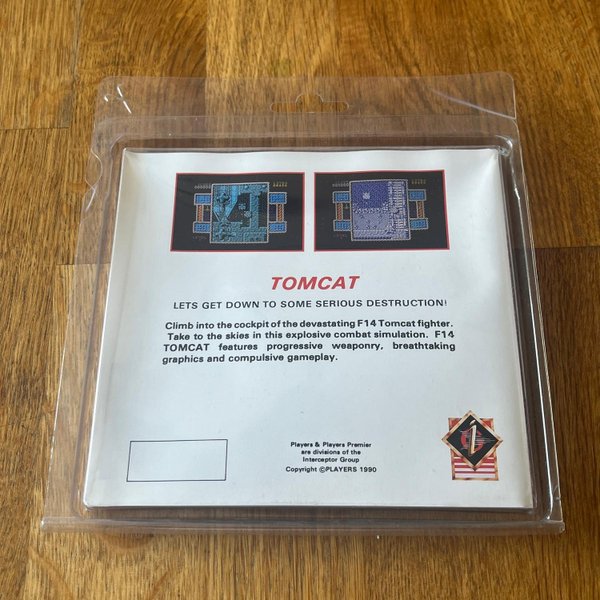 TOMCAT
LETS GET DOWN TO SOME SERIOUS DESTRUCTION!
Climb into the cockpit of the devastating F14 Tomcat fighter.
Take to the skies in this explosive combat simulation. F14
TOMCAT features progressive weaponry, breathtaking
graphics and compulsive gameplay.
Players & Players Premier
are divisions of the
Interceptor Group
Copyright ©PLAYERS 1990
i